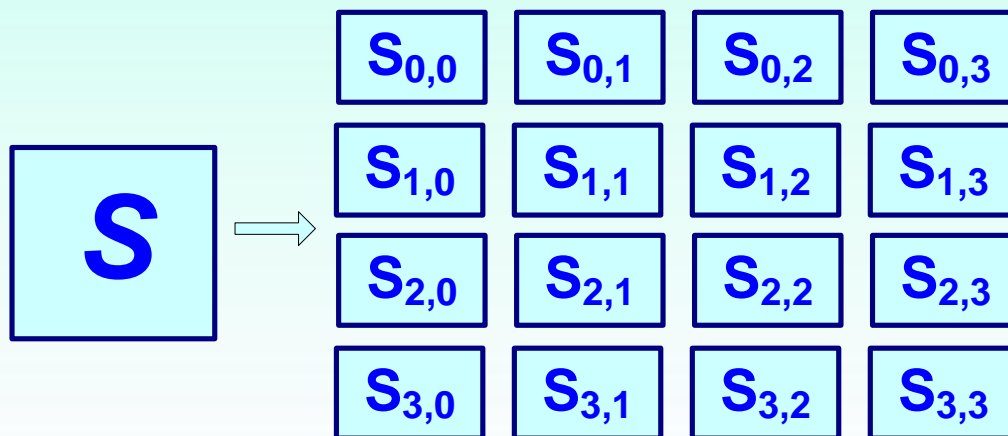 S0,0 S0,1 S0,2 S0,3
S1,0 S1,1 S1,2 S1,3
S
S2,0 S2,1 S2,2 S2,3
S3,0 S3,1 S3,2 S3,3